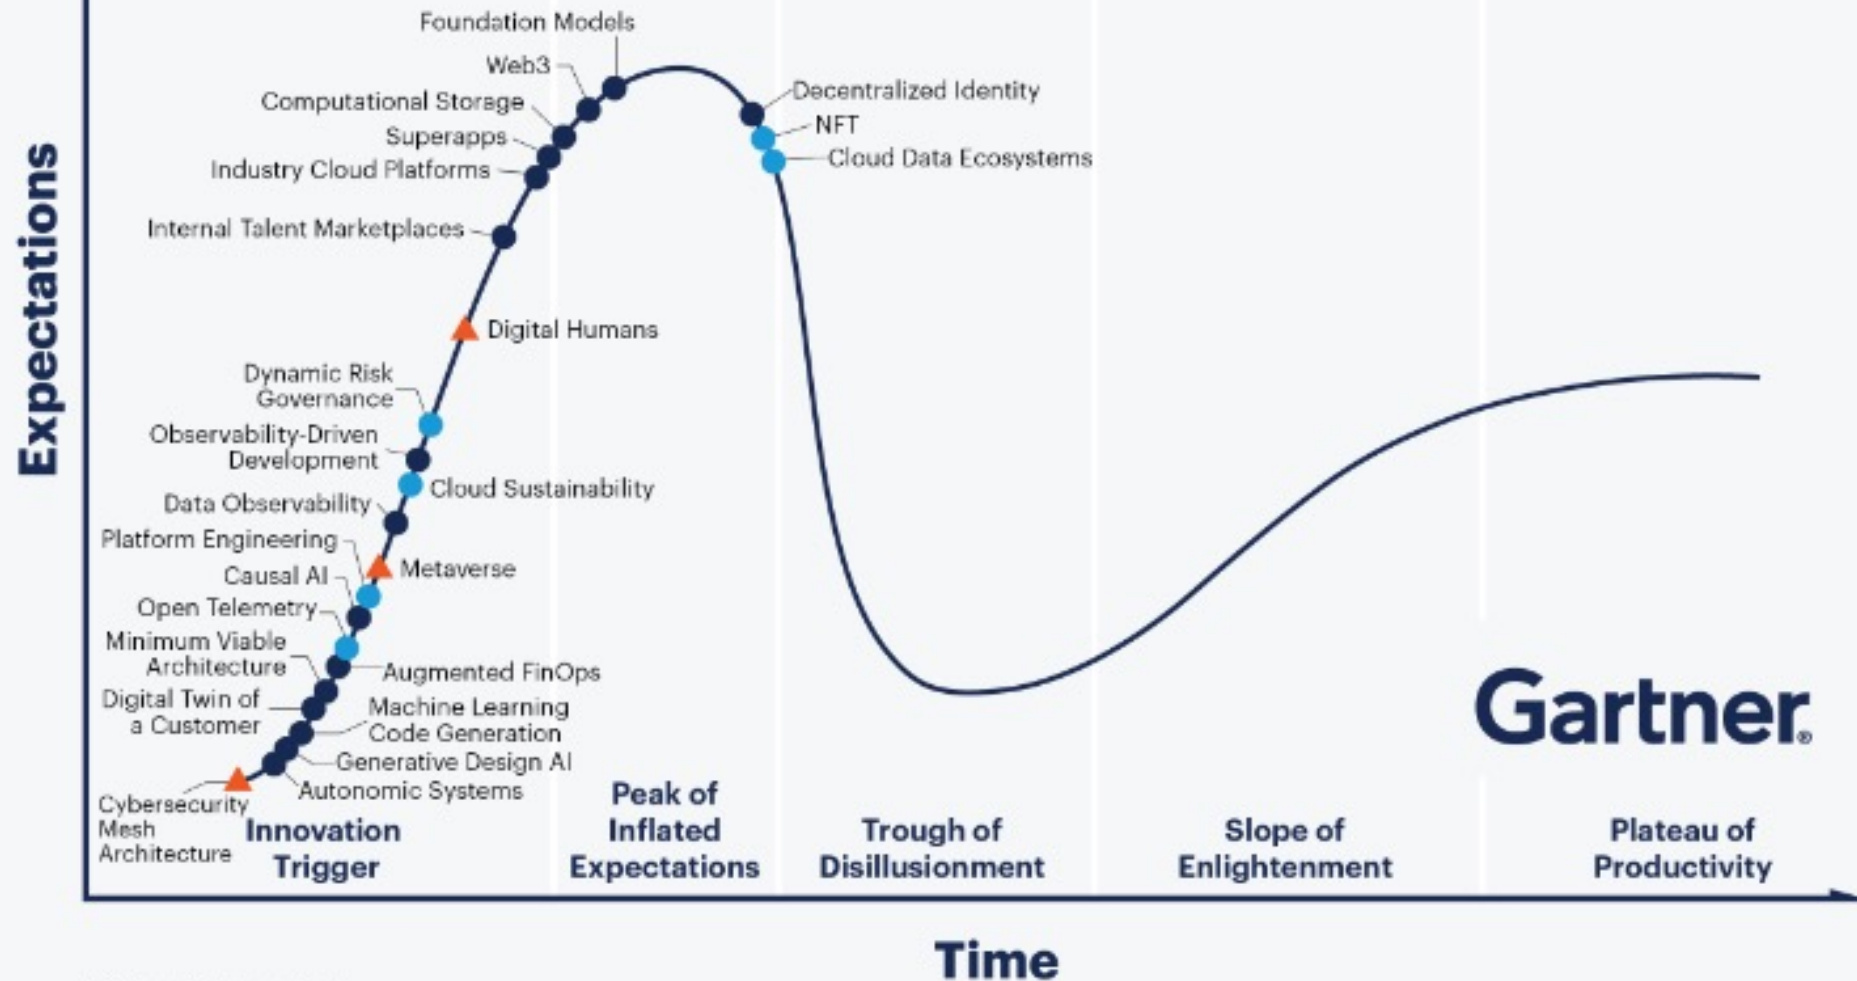 Foundation Models
Web3
Computational Storage
Superapps
Industry Cloud Platforms
Internal Talent Marketplaces
Decentralized Identity
NFT
Cloud Data Ecosystems
Digital Humans
Dynamic Risk
Governance
Observability-Driven
Development
Cloud Sustainability
Data Observability
Platform Engineering
Metaverse
Causal AI
Open Telemetry
Minimum Viable
Architecture
Augmented FinOps
Digital Twin of
a Customer
Machine Learning
Code Generation
Generative Design AI
Autonomic Systems
Cybersecurity
Mesh
Architecture
Expectations
Innovation
Trigger
Peak of
Inflated
Expectations
Trough of
Disillusionment
Slope of
Enlightenment
Plateau of
Productivity
Gartner®
Time